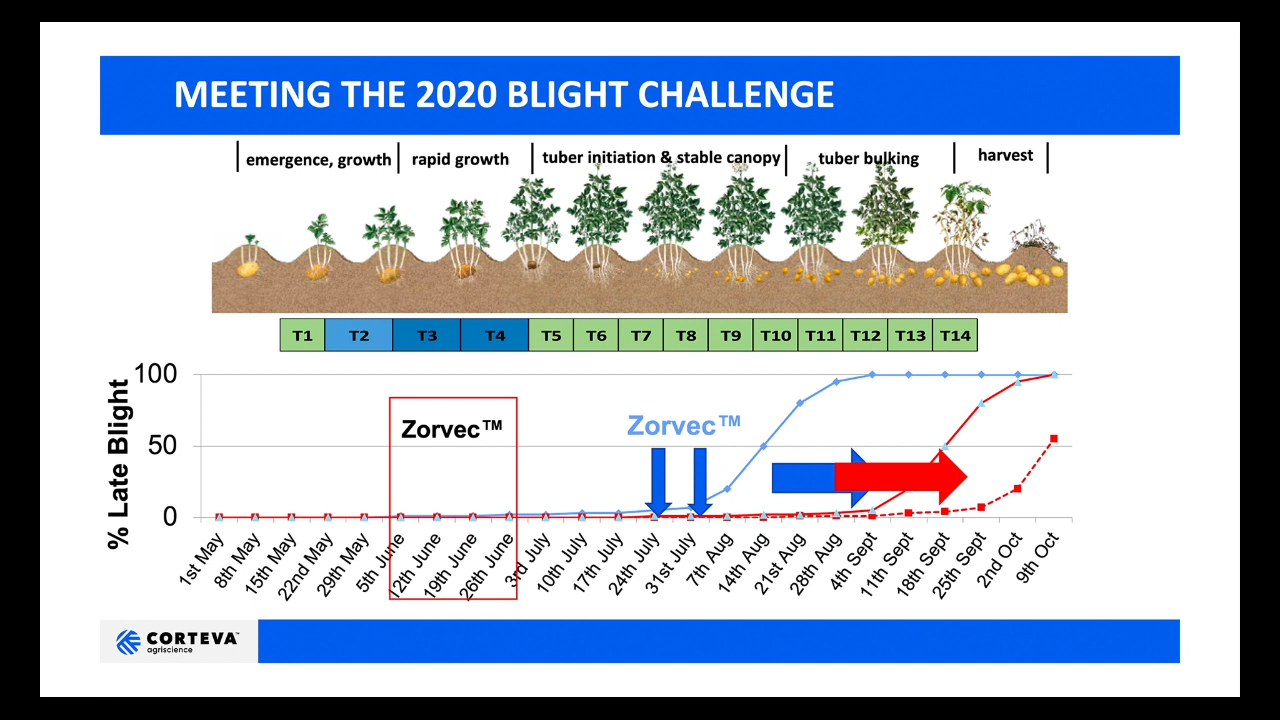 MEETING THE 2020 BLIGHT CHALLENGE
emergence, growth
rapid growth
tuber initiation & stable canopy
tuber bulking
harvest
T1 T2 T3 T4 T5 T6 T7 T8 T9 T10 T11 T12 T13 T14
% Late Blight
100
50
0
Zorvec™
Zorvec™
1st May
8th May
15th May
22nd May
29th May
5th June
12th June
19th June
26th June
3rd July
10th July
17th July
24th July
31st July
7th Aug
14th Aug
21st Aug
28th Aug
4th Sept
11th Sept
18th Sept
25th Sept
2nd Oct
9th Oct
CORTEVA™
agriscience